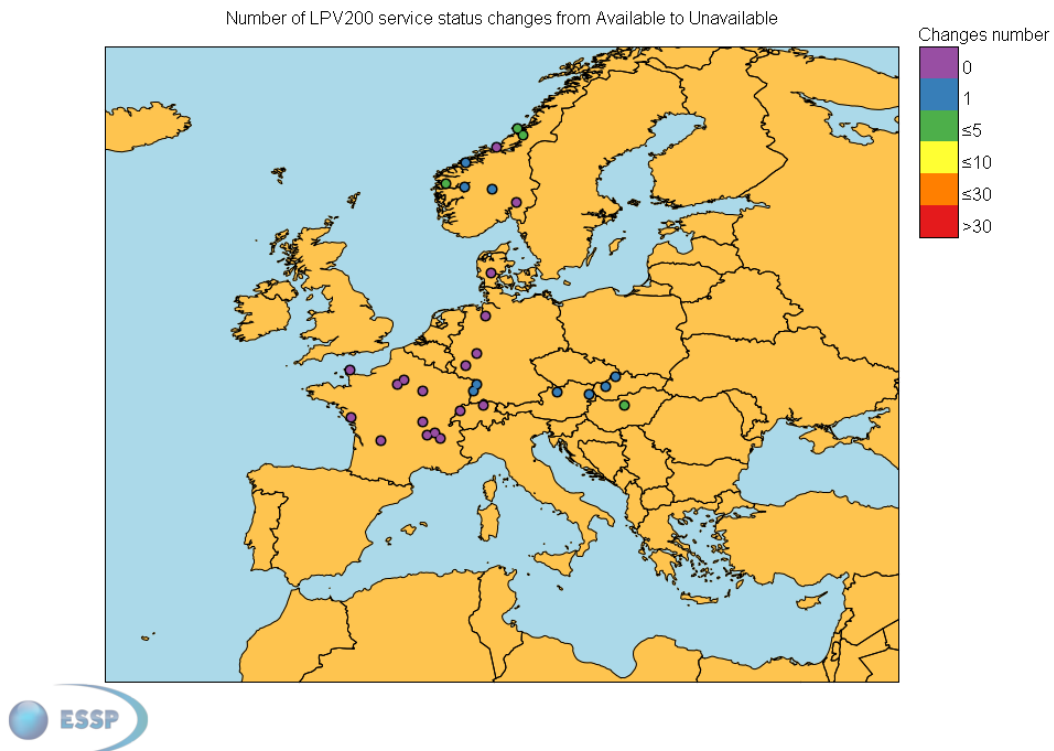 Number of LPV200 service status changes from Available to Unavailable
Changes number
0
1
≤5
≤10
≤30
>30
ESSP